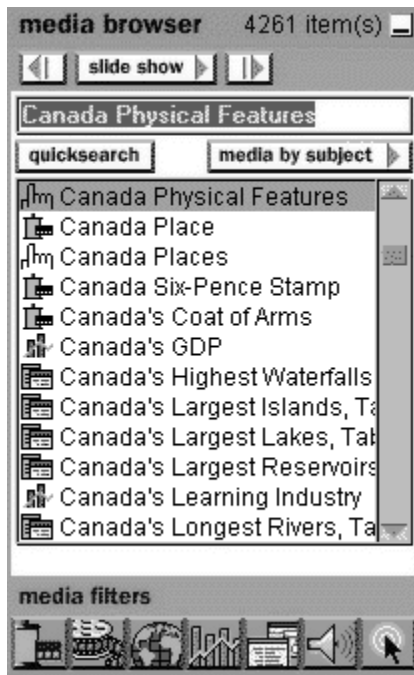 media browser 4261 item(s)
slide show
Canada Physical Features
quicksearch media by subject
Canada Physical Features
Canada Place
Canada Places
Canada Six-Pence Stamp
Canada's Coat of Arms
Canada's GDP
Canada's Highest Waterfalls
Canada's Largest Islands, Ta
Canada's Largest Lakes, Tab
Canada's Largest Reservoirs
Canada's Learning Industry
Canada's Longest Rivers, Ta
media filters